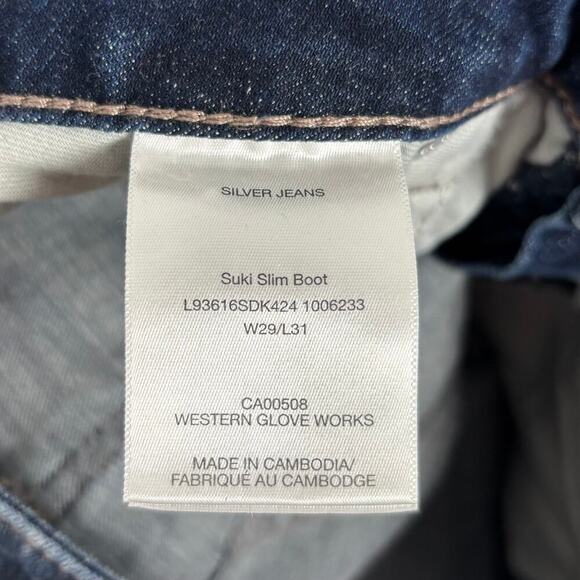 SILVER JEANS
Suki Slim Boot
L93616SDK424 1006233
W29/L31
CA00508
WESTERN GLOVE WORKS
MADE IN CAMBODIA/
FABRIQUÉ AU CAMBODGE